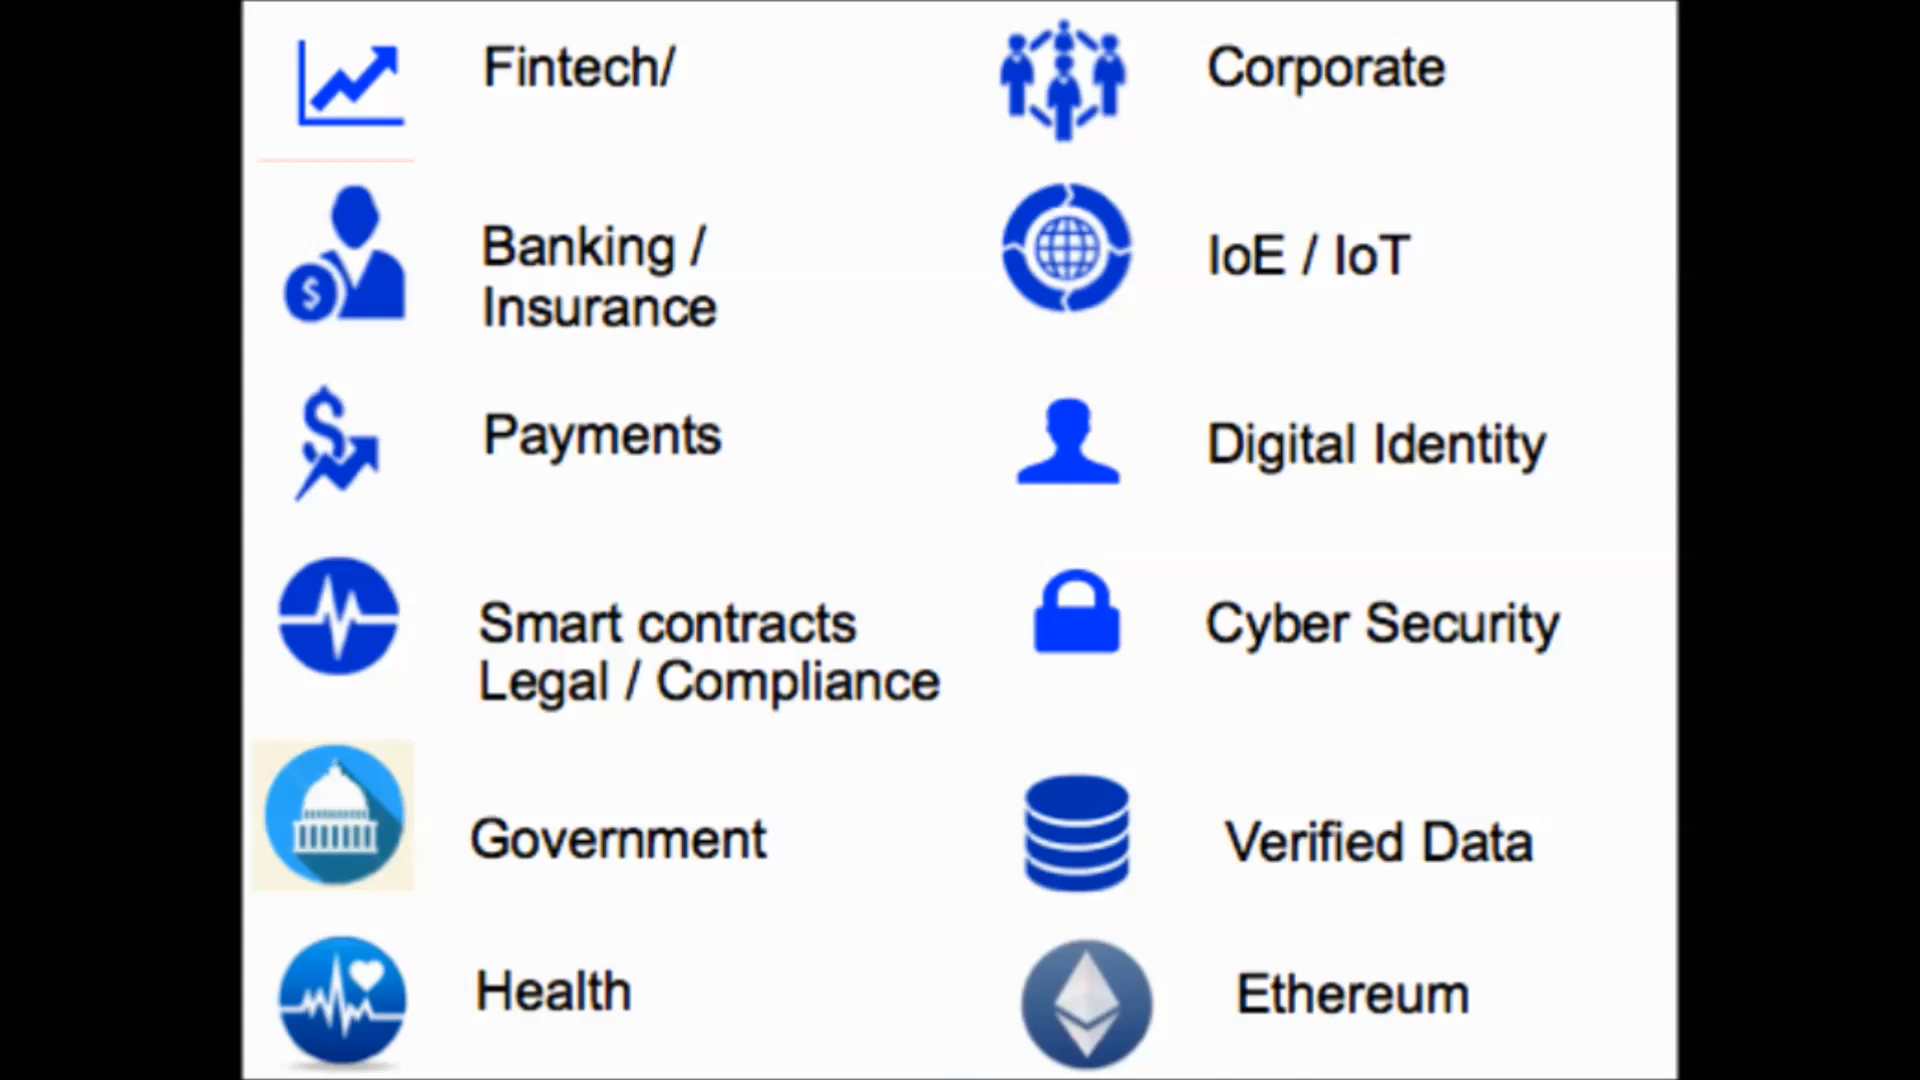 Fintech/
Banking /
Insurance
Payments
Smart contracts
Legal / Compliance
Government
Health
Corporate
IoE / IoT
Digital Identity
Cyber Security
Verified Data
Ethereum